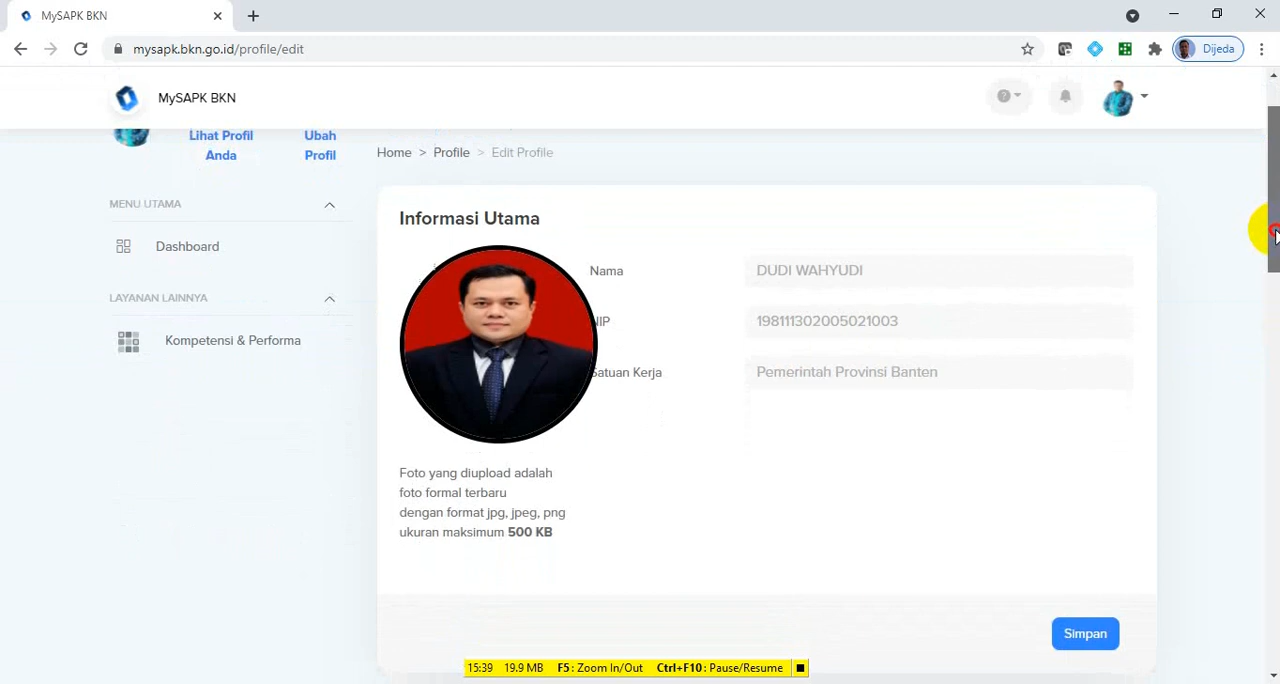 MySAPK BKN
mysapk.bkn.go.id/profile/edit
Dijeda
MySAPK BKN
Lihat Profil
Anda
Ubah
Profil
Home > Profile > Edit Profile
MENU UTAMA
Dashboard
LAYANAN LAINNYA
Kompetensi & Performa
Informasi Utama
Nama
DUDI WAHYUDI
NIP
198111302005021003
Satuan Kerja
Pemerintah Provinsi Banten
Foto yang diupload adalah
foto formal terbaru
dengan format jpg, jpeg, png
ukuran maksimum 500 KB
Simpan
15:39 19.9 MB F5: Zoom In/Out Ctrl+F10: Pause/Resume